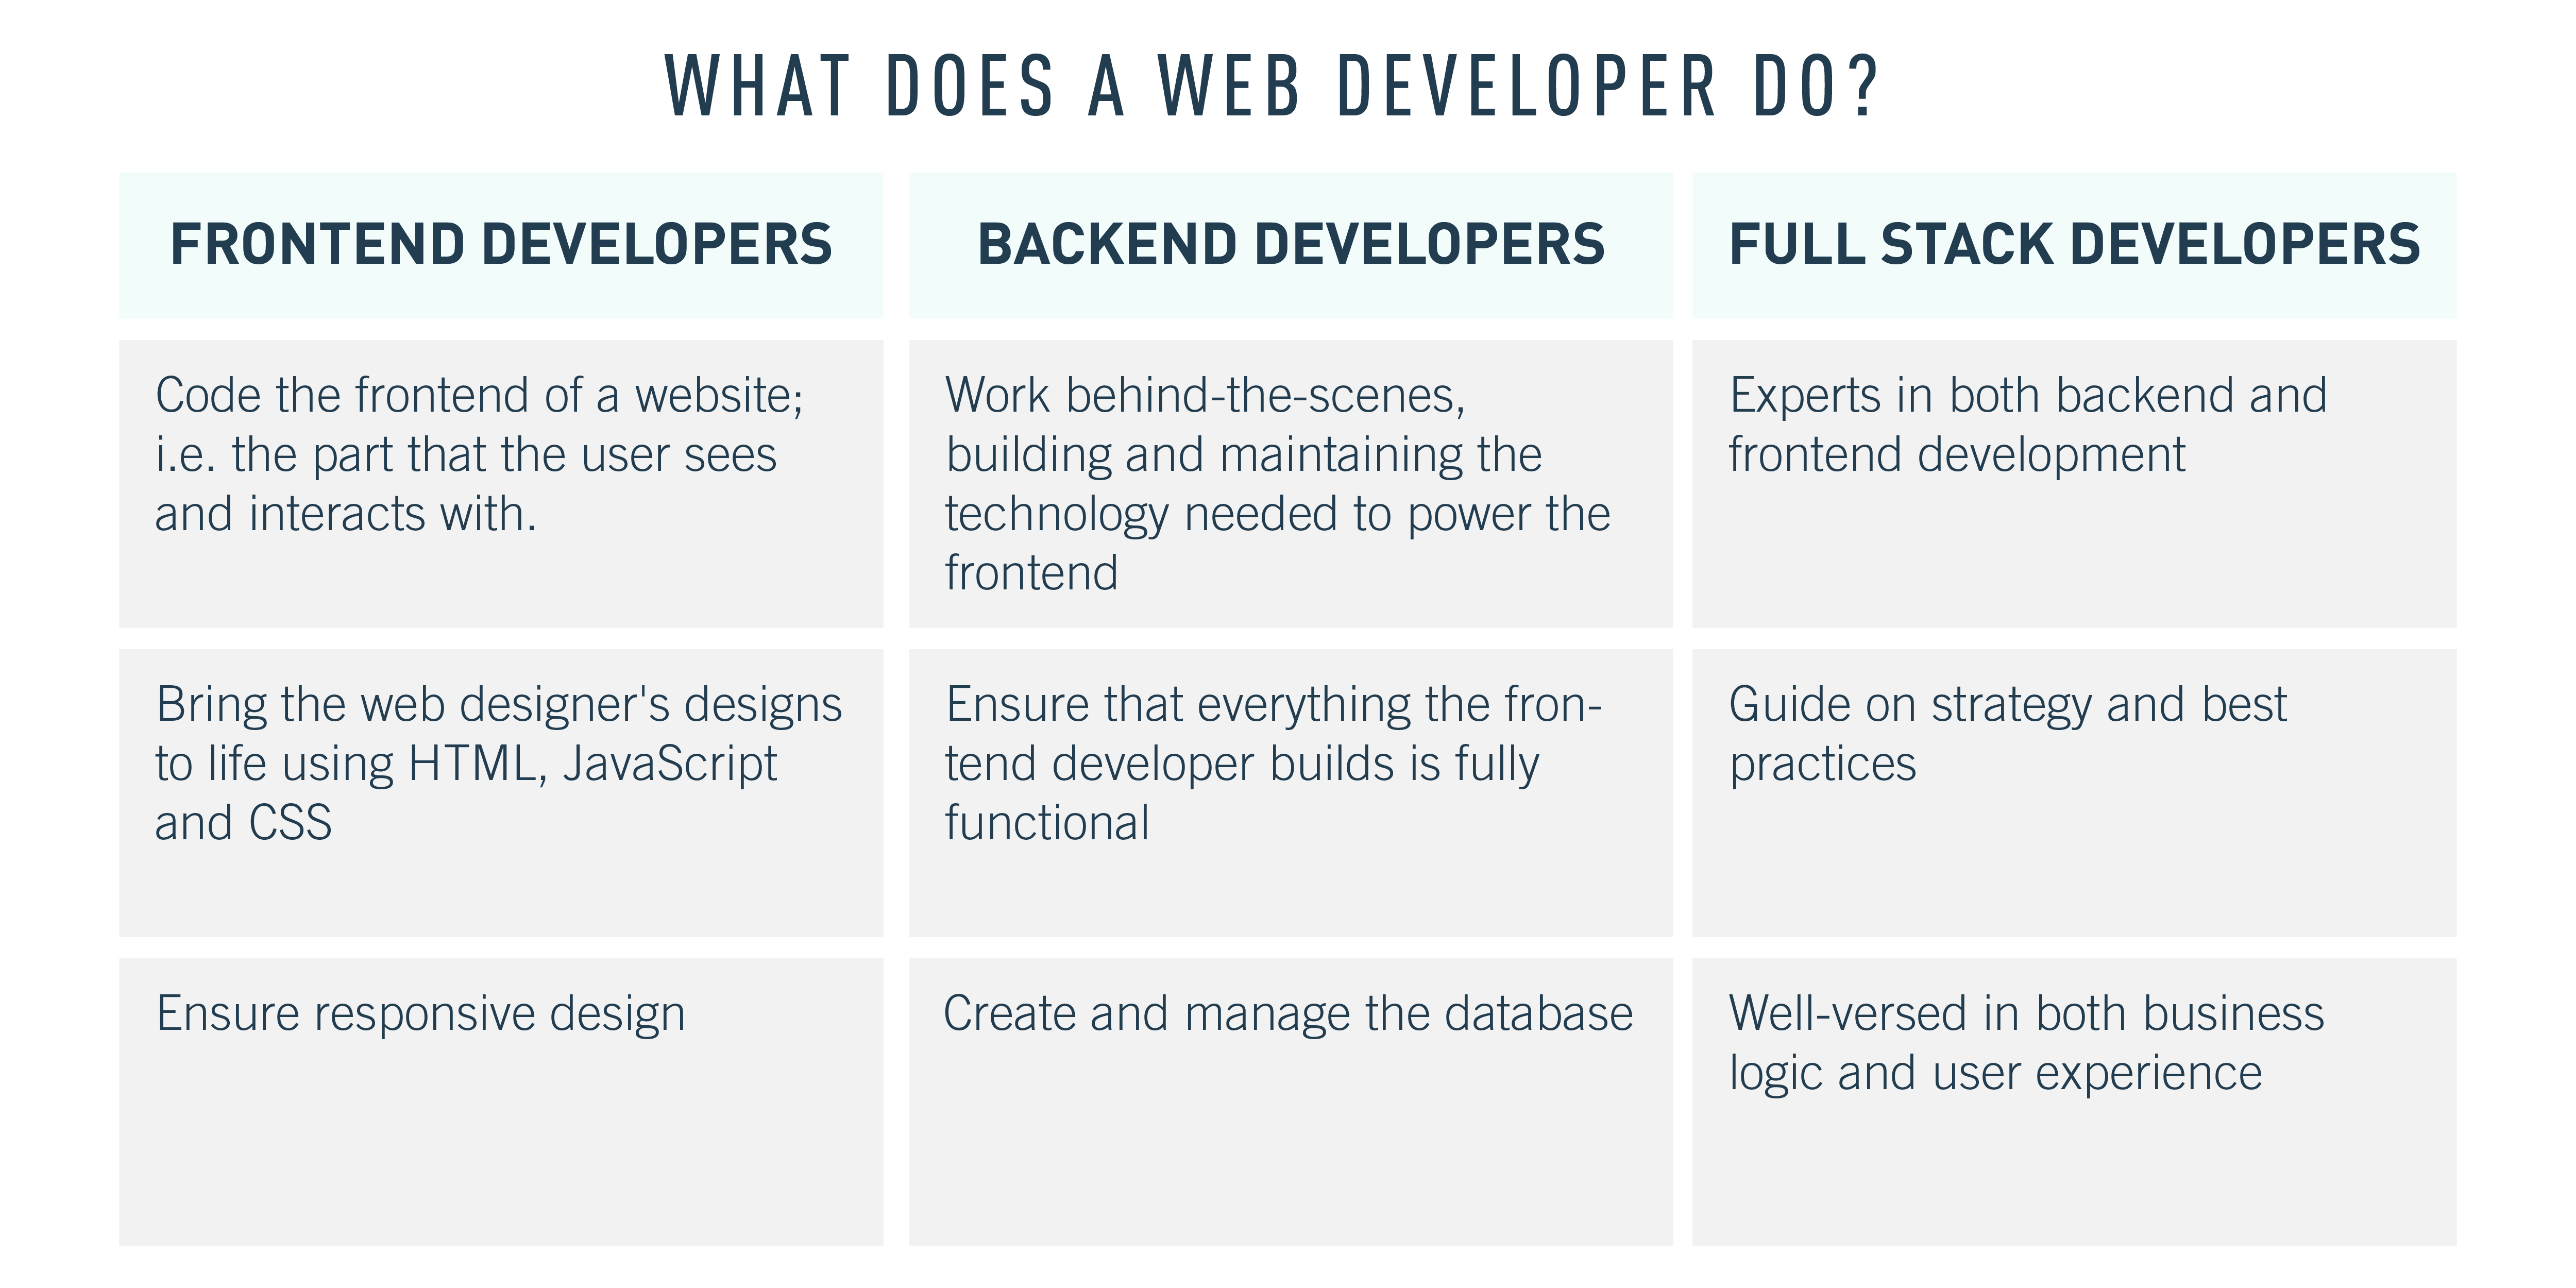 WHAT DOES A WEB DEVELOPER DO?
FRONTEND DEVELOPERS
Code the frontend of a website;
i.e. the part that the user sees
and interacts with.
Bring the web designer's designs
to life using HTML, JavaScript
and CSS
Ensure responsive design
BACKEND DEVELOPERS
Work behind-the-scenes,
building and maintaining the
technology needed to power the
frontend
Ensure that everything the fron-
tend developer builds is fully
functional
Create and manage the database
FULL STACK DEVELOPERS
Experts in both backend and
frontend development
Guide on strategy and best
practices
Well-versed in both business
logic and user experience